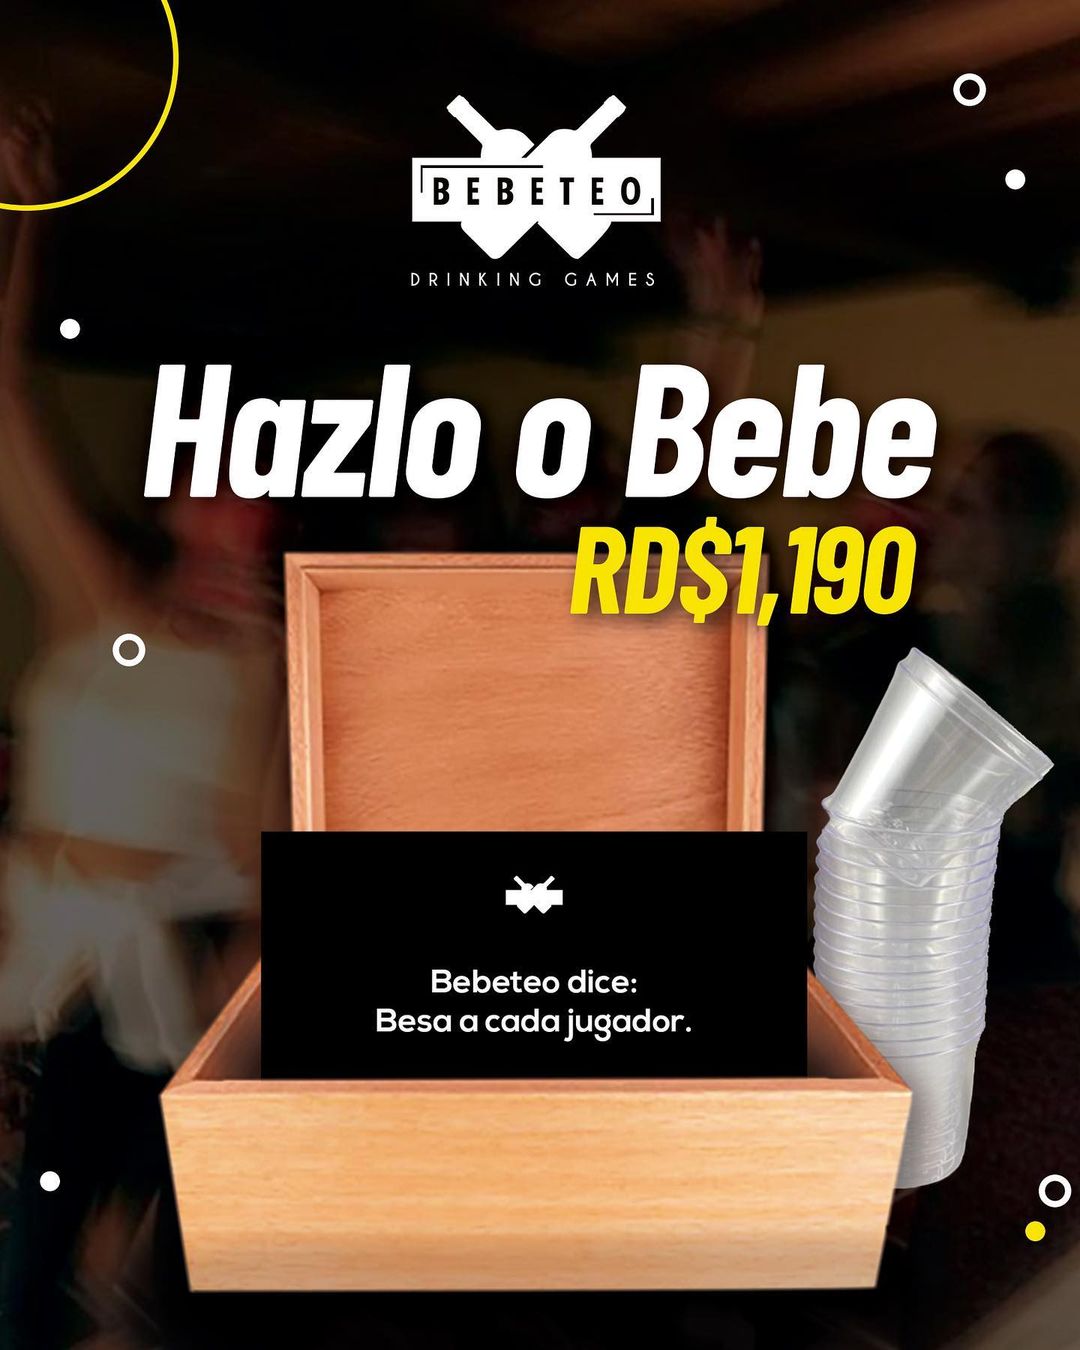 BEBETEO
DRINKING GAMES
Hazlo o Bebe
RD$1,190
Bebeteo dice:
Besa a cada jugador.